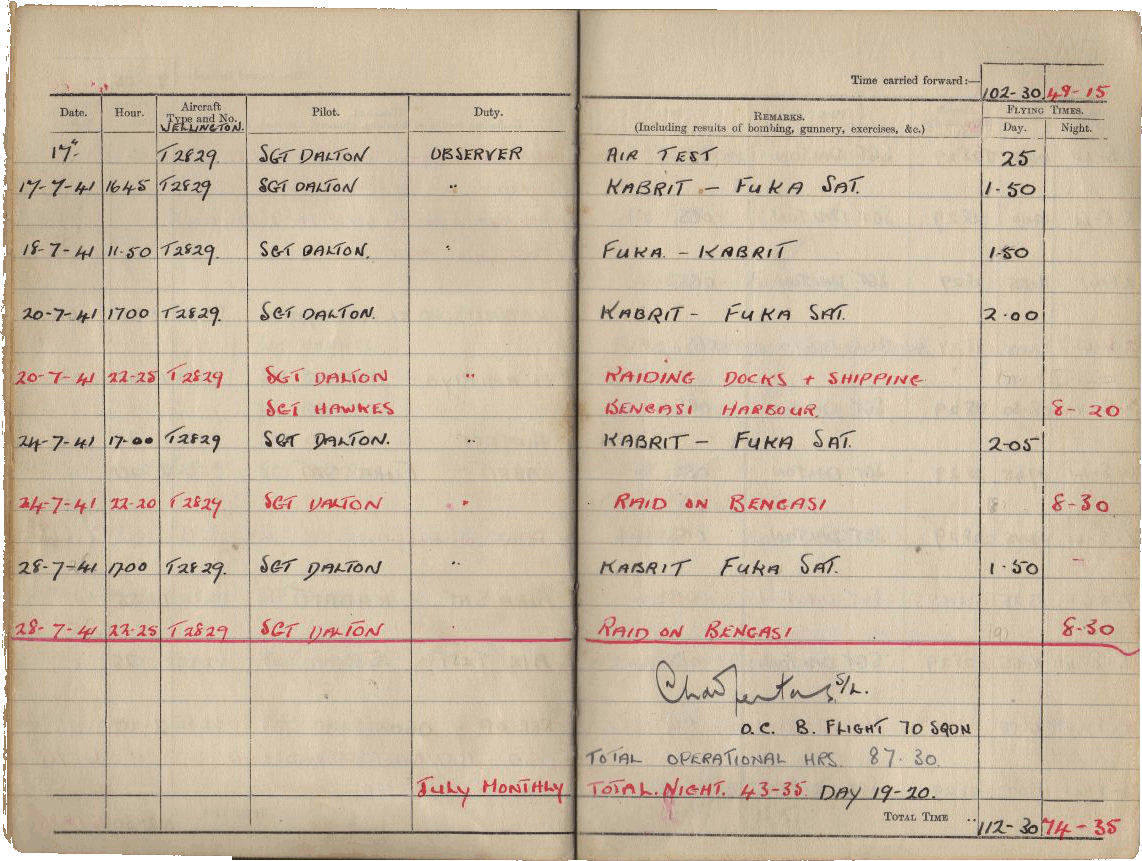 Time carried forward:— 102-30 49-15
Date. Hour. Aircraft Type and No. Pilot. Duty. REMARKS. (Including results of bombing, gunnery, exercises, &c.) FLYING TIMES. Day. Night.
WELLINGTON.
17" T2829. SGT DALTON OBSERVER AIR TEST 25
17-7-41 1645 T2829 SGT DALTON " KABRIT - FUKA SAT. 1-50
18-7-41 11-50 T2829. SGT DALTON. " FUKA - KABRIT 1-50
20-7-41 1700 T2829. SGT DALTON. KABRIT - FUKA SAT. 2-00
20-7-41 22-25 T2829 SGT DALTON " RAIDING DOCKS + SHIPPING
SGT HAWKES BENGASI HARBOUR. 8-20
24-7-41 17-00 T2829 SGT DALTON. " KABRIT - FUKA SAT. 2-05
24-7-41 22-20 T2829 SGT DALTON " RAID ON BENGASI 8-30
28-7-41 1700 T2829. SGT DALTON " KABRIT FUKA SAT. 1-50
28-7-41 22-25 T2829 SGT DALTON " RAID ON BENGASI 8-30
S/L.
O.C. B. FLIGHT 70 SQDN
TOTAL OPERATIONAL HRS. 87-30.
July MONTHLY TOTAL. NIGHT. 43-35 DAY 19-20.
TOTAL TIME .. 112-30 74-35